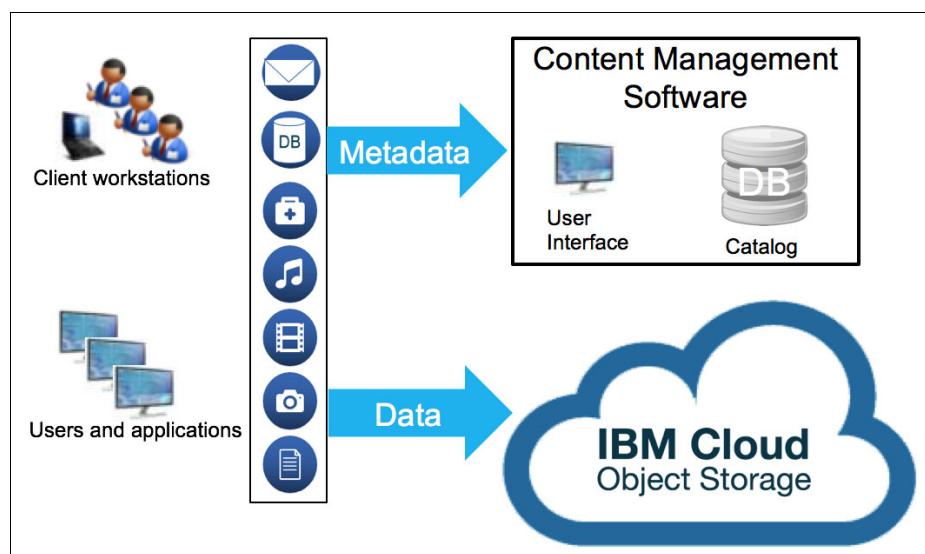 Client workstations
Users and applications
DB
Metadata
Data
Content Management
Software
User
Interface
DB
Catalog
IBM Cloud
Object Storage